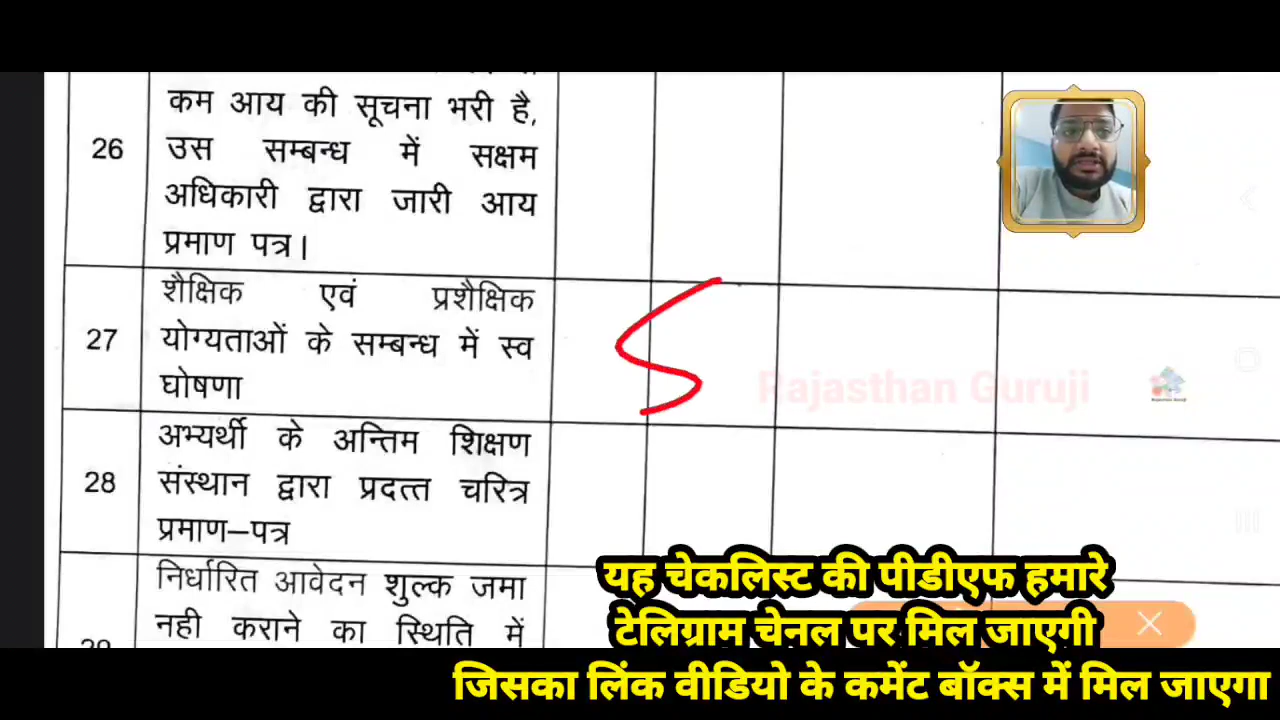 कम आय की सूचना भरी है,
26
उस सम्बन्ध में सक्षम
अधिकारी द्वारा जारी आय
प्रमाण पत्र।
शैक्षिक एवं प्रशैक्षिक
27
योग्यताओं के सम्बन्ध में स्व
घोषणा
Rajasthan Guruji
अभ्यर्थी के अन्तिम शिक्षण
28
संस्थान द्वारा प्रदत्त चरित्र
प्रमाण–पत्र
निर्धारित आवेदन शुल्क जमा
नही कराने का स्थिति में
यह चेकलिस्ट की पीडीएफ हमारे
टेलिग्राम चेनल पर मिल जाएगी
जिसका लिंक वीडियो के कमेंट बॉक्स में मिल जाएगा